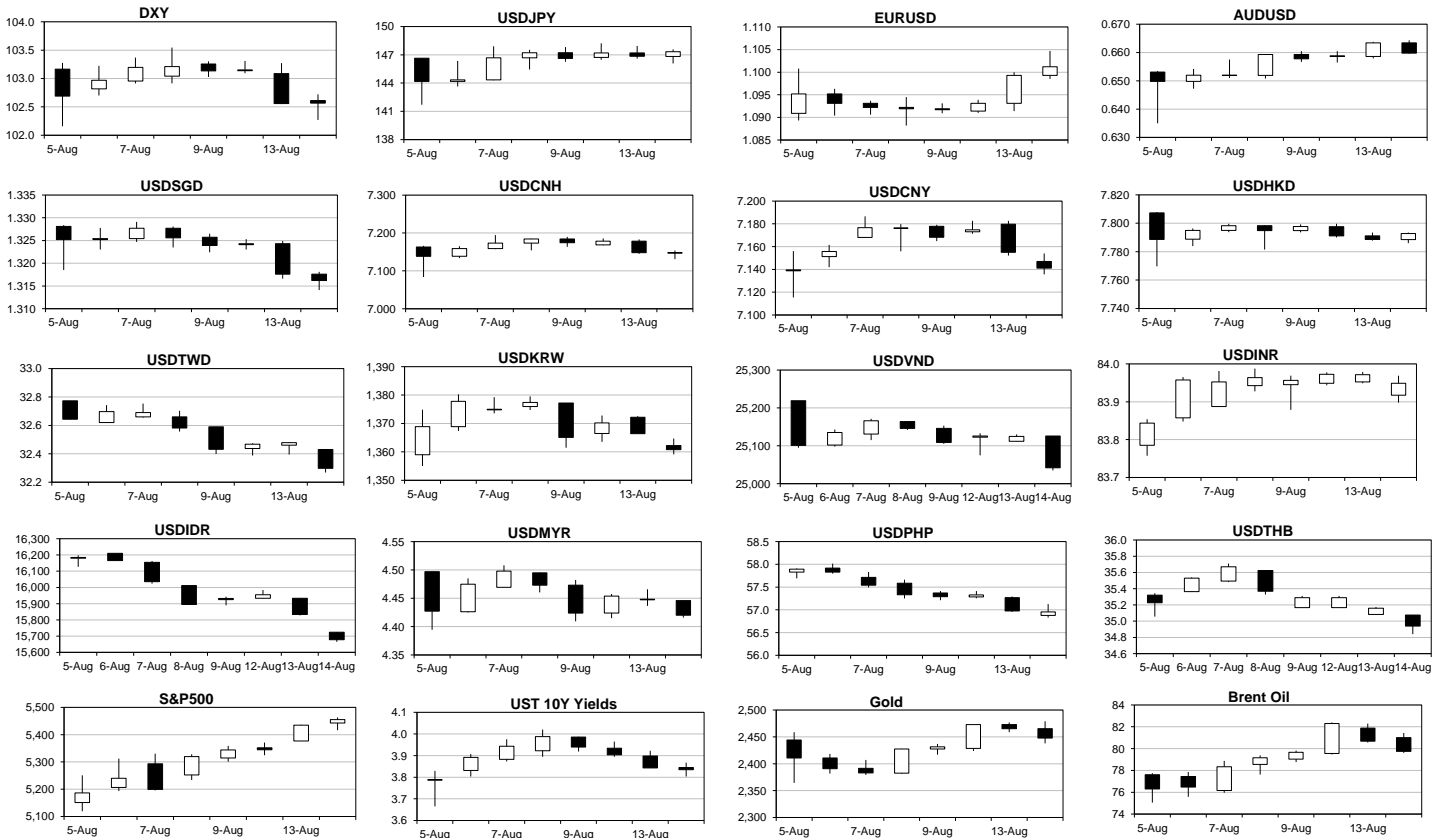 DXY
104.0
103.5
103.0
102.5
102.0
5-Aug 7-Aug 9-Aug 13-Aug
USDJPY
150
147
144
141
138
5-Aug 7-Aug 9-Aug 13-Aug
EURUSD
1.110
1.105
1.100
1.095
1.090
1.085
5-Aug 7-Aug 9-Aug 13-Aug
AUDUSD
0.670
0.660
0.650
0.640
0.630
5-Aug 7-Aug 9-Aug 13-Aug
USDSGD
1.335
1.330
1.325
1.320
1.315
1.310
5-Aug 7-Aug 9-Aug 13-Aug
USDCNH
7.300
7.200
7.100
7.000
5-Aug 7-Aug 9-Aug 13-Aug
USDCNY
7.200
7.180
7.160
7.140
7.120
7.100
5-Aug 7-Aug 9-Aug 13-Aug
USDHKD
7.820
7.800
7.780
7.760
7.740
5-Aug 7-Aug 9-Aug 13-Aug
USDTWD
33.0
32.8
32.6
32.4
32.2
5-Aug 7-Aug 9-Aug 13-Aug
USDKRW
1,390
1,380
1,370
1,360
1,350
5-Aug 7-Aug 9-Aug 13-Aug
USDVND
25,300
25,200
25,100
25,000
5-Aug 6-Aug 7-Aug 8-Aug 9-Aug 12-Aug 13-Aug 14-Aug
USDINR
84.0
83.9
83.8
83.7
5-Aug 7-Aug 9-Aug 13-Aug
USDIDR
16,300
16,200
16,100
16,000
15,900
15,800
15,700
15,600
5-Aug 6-Aug 7-Aug 8-Aug 9-Aug 12-Aug 13-Aug 14-Aug
USDMYR
4.55
4.50
4.45
4.40
4.35
5-Aug 7-Aug 9-Aug 13-Aug
USDPHP
58.5
58.0
57.5
57.0
56.5
56.0
5-Aug 7-Aug 9-Aug 13-Aug
USDTHB
36.0
35.8
35.6
35.4
35.2
35.0
34.8
34.6
5-Aug 6-Aug 7-Aug 8-Aug 9-Aug 12-Aug 13-Aug 14-Aug
S&P500
5,500
5,400
5,300
5,200
5,100
5-Aug 7-Aug 9-Aug 13-Aug
UST 10Y Yields
4.1
4.0
3.9
3.8
3.7
3.6
5-Aug 7-Aug 9-Aug 13-Aug
Gold
2,500
2,450
2,400
2,350
2,300
5-Aug 7-Aug 9-Aug 13-Aug
Brent Oil
84
82
80
78
76
74
5-Aug 7-Aug 9-Aug 13-Aug